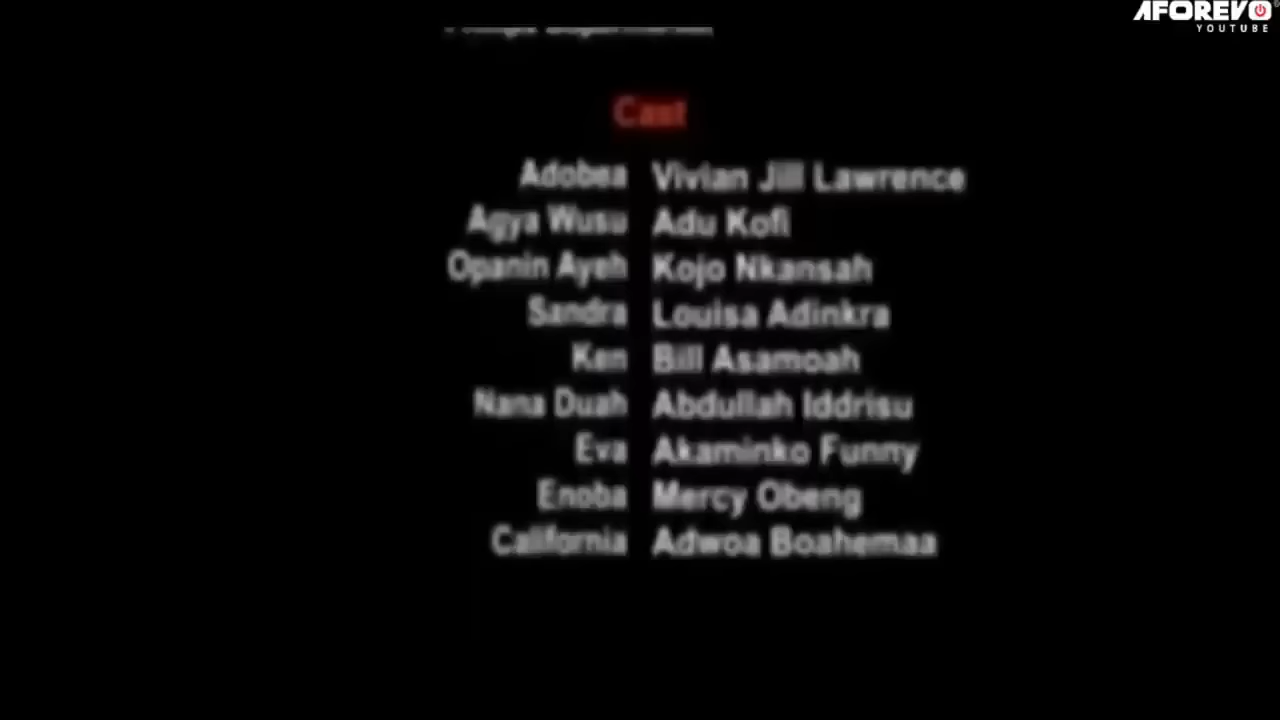 AFOREVO
YOUTUBE
Cast
Adobea Vivian Jill Lawrence
Agya Wusu Adu Kofi
Opanin Ayeh Kojo Nkansah
Sandra Louisa Adinkra
Ken Bill Asamoah
Nana Duah Abdullah Iddrisu
Eva Akaminko Funny
Enoba Mercy Obeng
California Adwoa Boahemaa